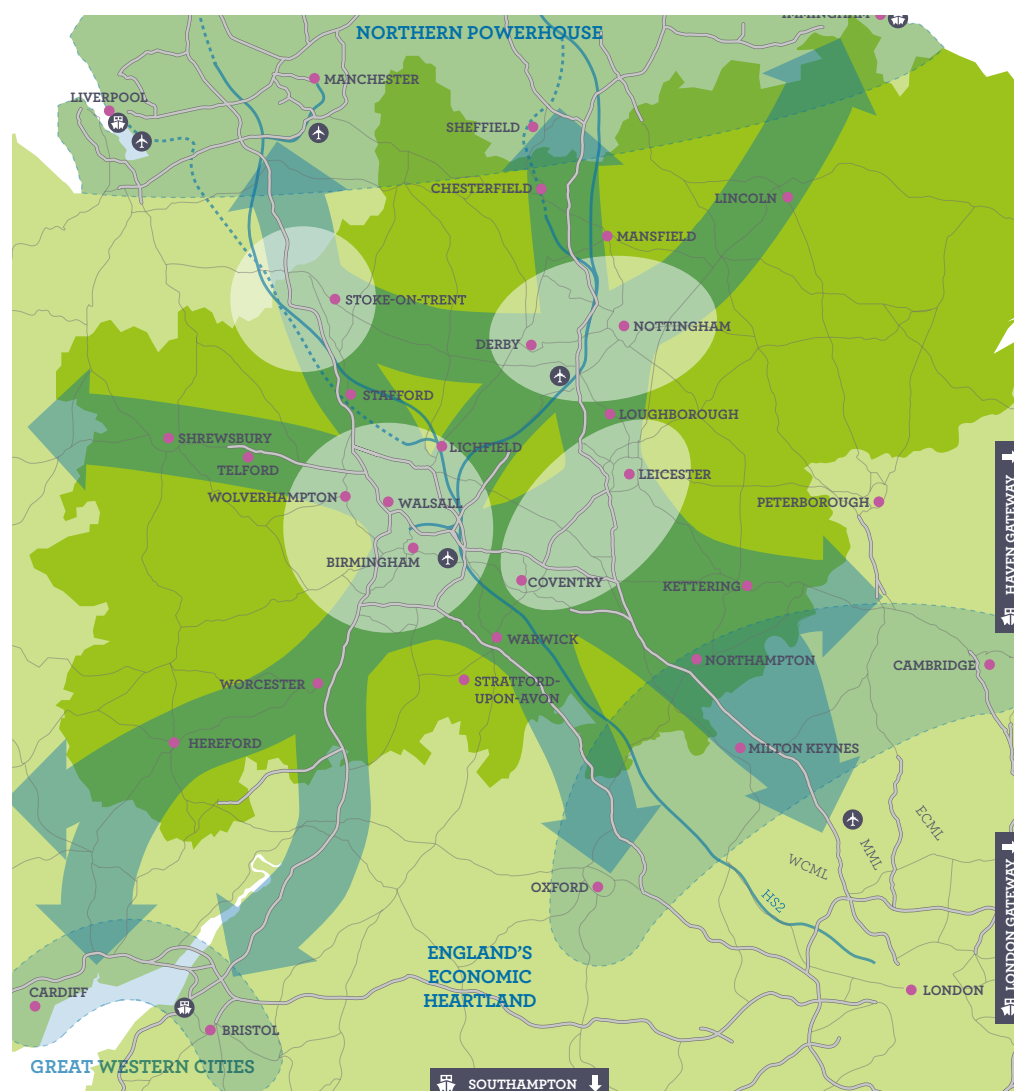 IMMINGHAM
NORTHERN POWERHOUSE
MANCHESTER
LIVERPOOL
SHEFFIELD
CHESTERFIELD
LINCOLN
MANSFIELD
STOKE-ON-TRENT
NOTTINGHAM
DERBY
STAFFORD
LOUGHBOROUGH
SHREWSBURY
LICHFIELD
TELFORD
LEICESTER
WOLVERHAMPTON
WALSALL
PETERBOROUGH
HAVEN GATEWAY
BIRMINGHAM
COVENTRY
KETTERING
WARWICK
NORTHAMPTON
CAMBRIDGE
WORCESTER
STRATFORD-
UPON-AVON
HEREFORD
MILTON KEYNES
ECML
MML
WCML
OXFORD
HS2
LONDON GATEWAY
ENGLAND'S
ECONOMIC
HEARTLAND
CARDIFF
LONDON
BRISTOL
GREAT WESTERN CITIES
SOUTHAMPTON